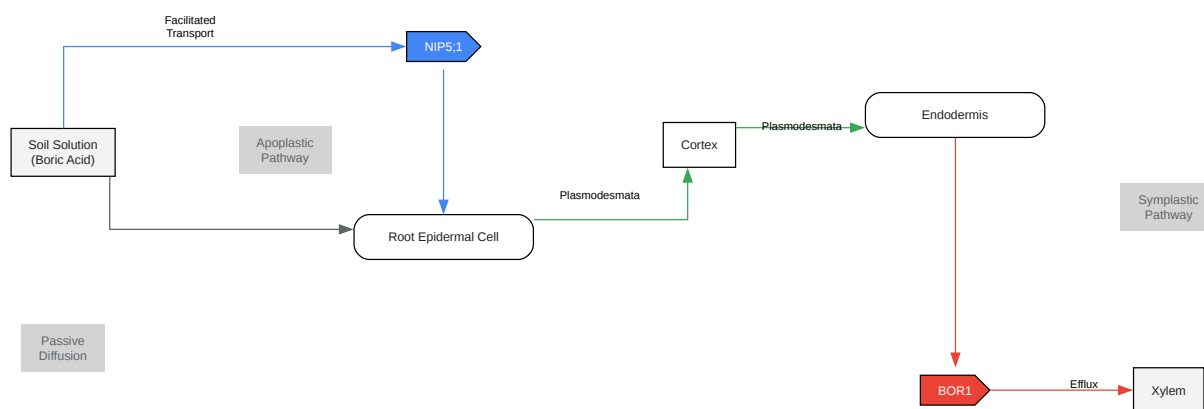 Facilitated
Transport
NIP5;1
Soil Solution
(Boric Acid)
Apoplastic
Pathway
Root Epidermal Cell
Plasmodesmata
Cortex
Plasmodesmata
Endodermis
Symplastic
Pathway
Passive
Diffusion
BOR1
Efflux
Xylem